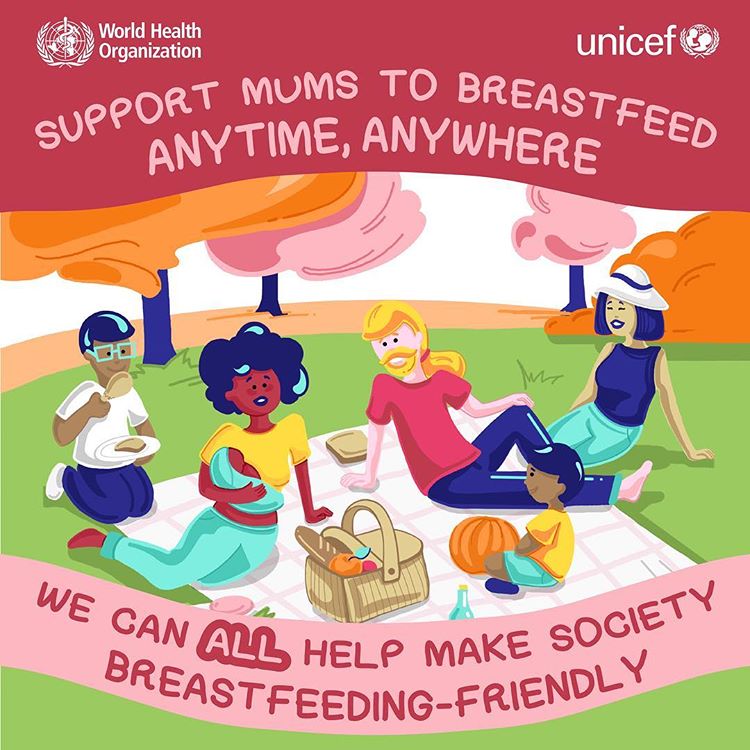 World Health
Organization
unicef
SUPPORT MUMS TO BREASTFEED
ANYTIME, ANYWHERE
WE CAN ALL HELP MAKE SOCIETY
BREASTFEEDING-FRIENDLY